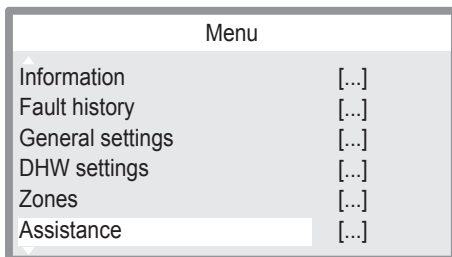 Menu
Information [...]
Fault history [...]
General settings [...]
DHW settings [...]
Zones [...]
Assistance [...]